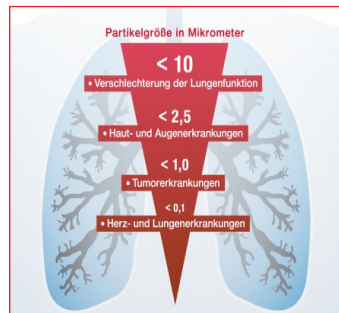 Partikelgröße in Mikrometer
< 10
• Verschlechterung der Lungenfunktion
< 2,5
• Haut- und Augenerkrankungen
< 1,0
• Tumorerkrankungen
< 0,1
• Herz- und Lungenerkrankungen